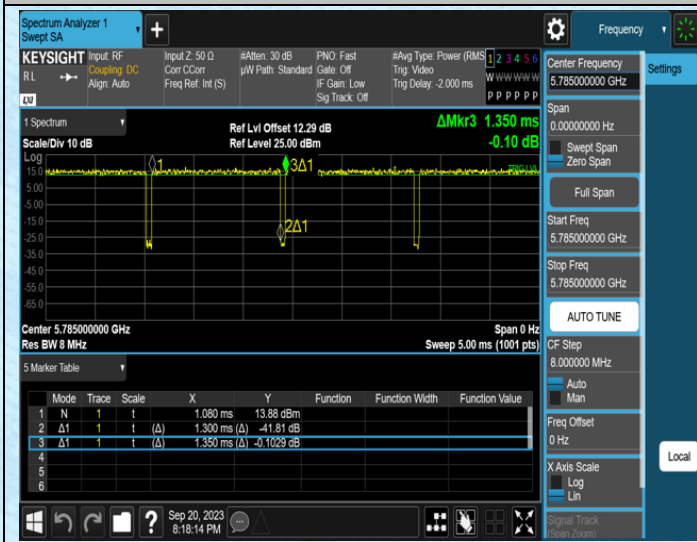 Spectrum Analyzer 1
Swept SA
Frequency
KEYSIGHT
Input: RF
Coupling: DC
Align: Auto
Input Z: 50 Ω
Corr CCorr
Freq Ref: Int (S)
#Atten: 30 dB
µW Path: Standard
PNO: Fast
Gate: Off
IF Gain: Low
Sig Track: Off
#Avg Type: Power (RMS
Trig: Video
Trig Delay: -2.000 ms
1 2 3 4 5 6
W W W W W W
P P P P P P
RL
LXI
Center Frequency
5.785000000 GHz
Settings
Span
0.00000000 Hz
Swept Span
Zero Span
Full Span
Start Freq
5.785000000 GHz
Stop Freq
5.785000000 GHz
AUTO TUNE
CF Step
8.000000 MHz
Auto
Man
Freq Offset
0 Hz
X Axis Scale
Log
Lin
Signal Track
(Span Zoom)
Local
1 Spectrum
Scale/Div 10 dB
Log
Ref Lvl Offset 12.29 dB
Ref Level 25.00 dBm
ΔMkr3 1.350 ms
-0.10 dB
15.0
5.00
-5.00
-15.0
-25.0
-35.0
-45.0
-55.0
-65.0
1
3Δ1
2Δ1
TRIG LVL
Center 5.785000000 GHz
Res BW 8 MHz
Span 0 Hz
Sweep 5.00 ms (1001 pts)
5 Marker Table
Mode Trace Scale X Y Function Function Width Function Value
1 N 1 t 1.080 ms 13.88 dBm
2 Δ1 1 t (Δ) 1.300 ms (Δ) -41.81 dB
3 Δ1 1 t (Δ) 1.350 ms (Δ) -0.1029 dB
4
5
6
?
Sep 20, 2023
8:18:14 PM